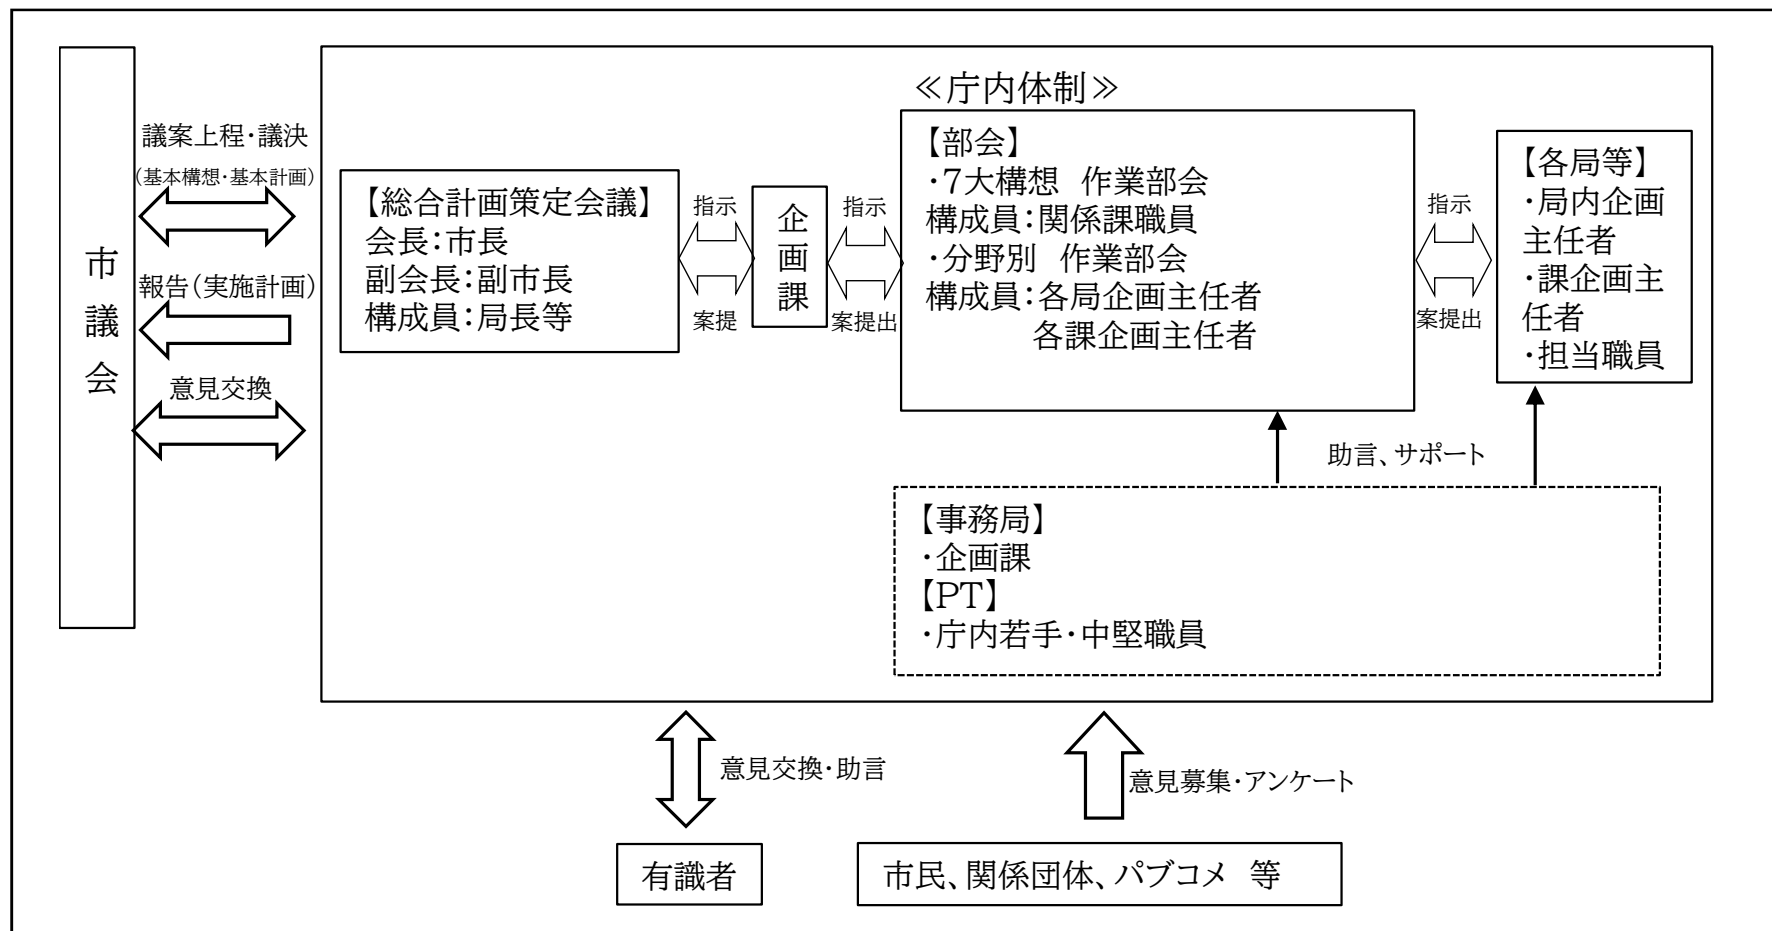 ≪庁内体制≫
市議会
議案上程・議決
(基本構想・基本計画)
報告(実施計画)
意見交換
【総合計画策定会議】
会長:市長
副会長:副市長
構成員:局長等
指示
案提
企画課
指示
案提出
【部会】
・7大構想 作業部会
構成員:関係課職員
・分野別 作業部会
構成員:各局企画主任者
各課企画主任者
指示
案提出
【各局等】
・局内企画
主任者
・課企画主
任者
・担当職員
助言、サポート
【事務局】
・企画課
【PT】
・庁内若手・中堅職員
意見交換・助言
意見募集・アンケート
有識者
市民、関係団体、パブコメ 等